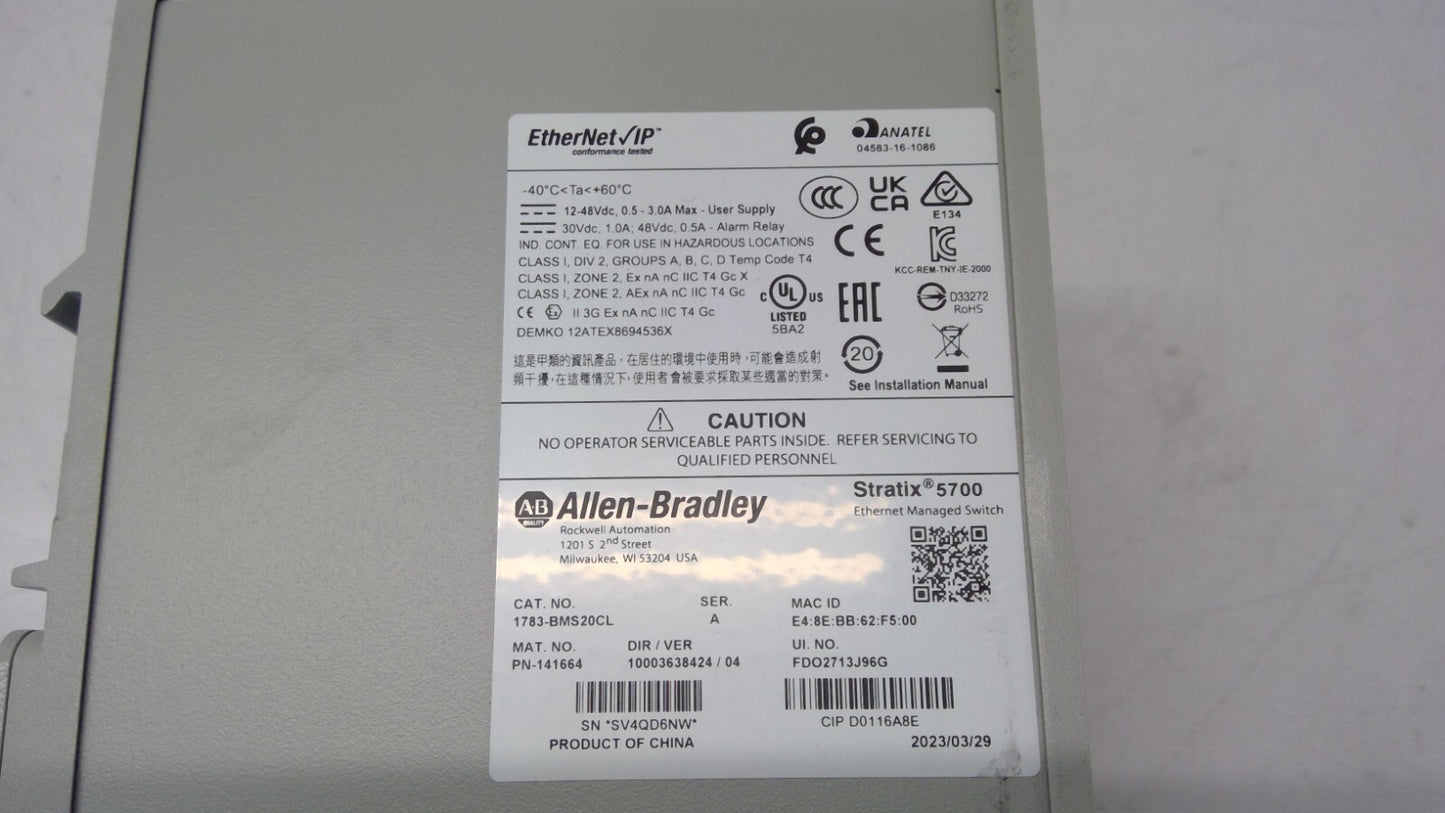 EtherNet/IP™
conformance tested
ANATEL
04583-16-1086
-40°C<Ta<+60°C
12-48Vdc, 0.5 - 3.0A Max - User Supply
30Vdc, 1.0A; 48Vdc, 0.5A - Alarm Relay
IND. CONT. EQ. FOR USE IN HAZARDOUS LOCATIONS
CLASS I, DIV 2, GROUPS A, B, C, D Temp Code T4
CLASS I, ZONE 2, Ex nA nC IIC T4 Gc X
CLASS I, ZONE 2, AEx nA nC IIC T4 Gc
CE Ex II 3G Ex nA nC IIC T4 Gc
DEMKO 12ATEX8694536X
這是甲類的資訊產品，在居住的環境中使用時，可能會造成射
頻干擾，在這種情況下，使用者會被要求採取某些適當的對策。
CCC
UK
CA
E134
CE
KC
KCC-REM-TNY-IE-2000
C UL US
LISTED
5BA2
EAC
D33272
RoHS
20
See Installation Manual
CAUTION
NO OPERATOR SERVICEABLE PARTS INSIDE. REFER SERVICING TO
QUALIFIED PERSONNEL
A-B
QUALITY
Allen-Bradley
Rockwell Automation
1201 S 2nd Street
Milwaukee, WI 53204 USA
Stratix® 5700
Ethernet Managed Switch
CAT. NO.
1783-BMS20CL
SER.
A
MAC ID
E4:8E:BB:62:F5:00
MAT. NO.
PN-141664
DIR / VER
10003638424 / 04
UI. NO.
FDO2713J96G
SN *SV4QD6NW*
PRODUCT OF CHINA
CIP D0116A8E
2023/03/29